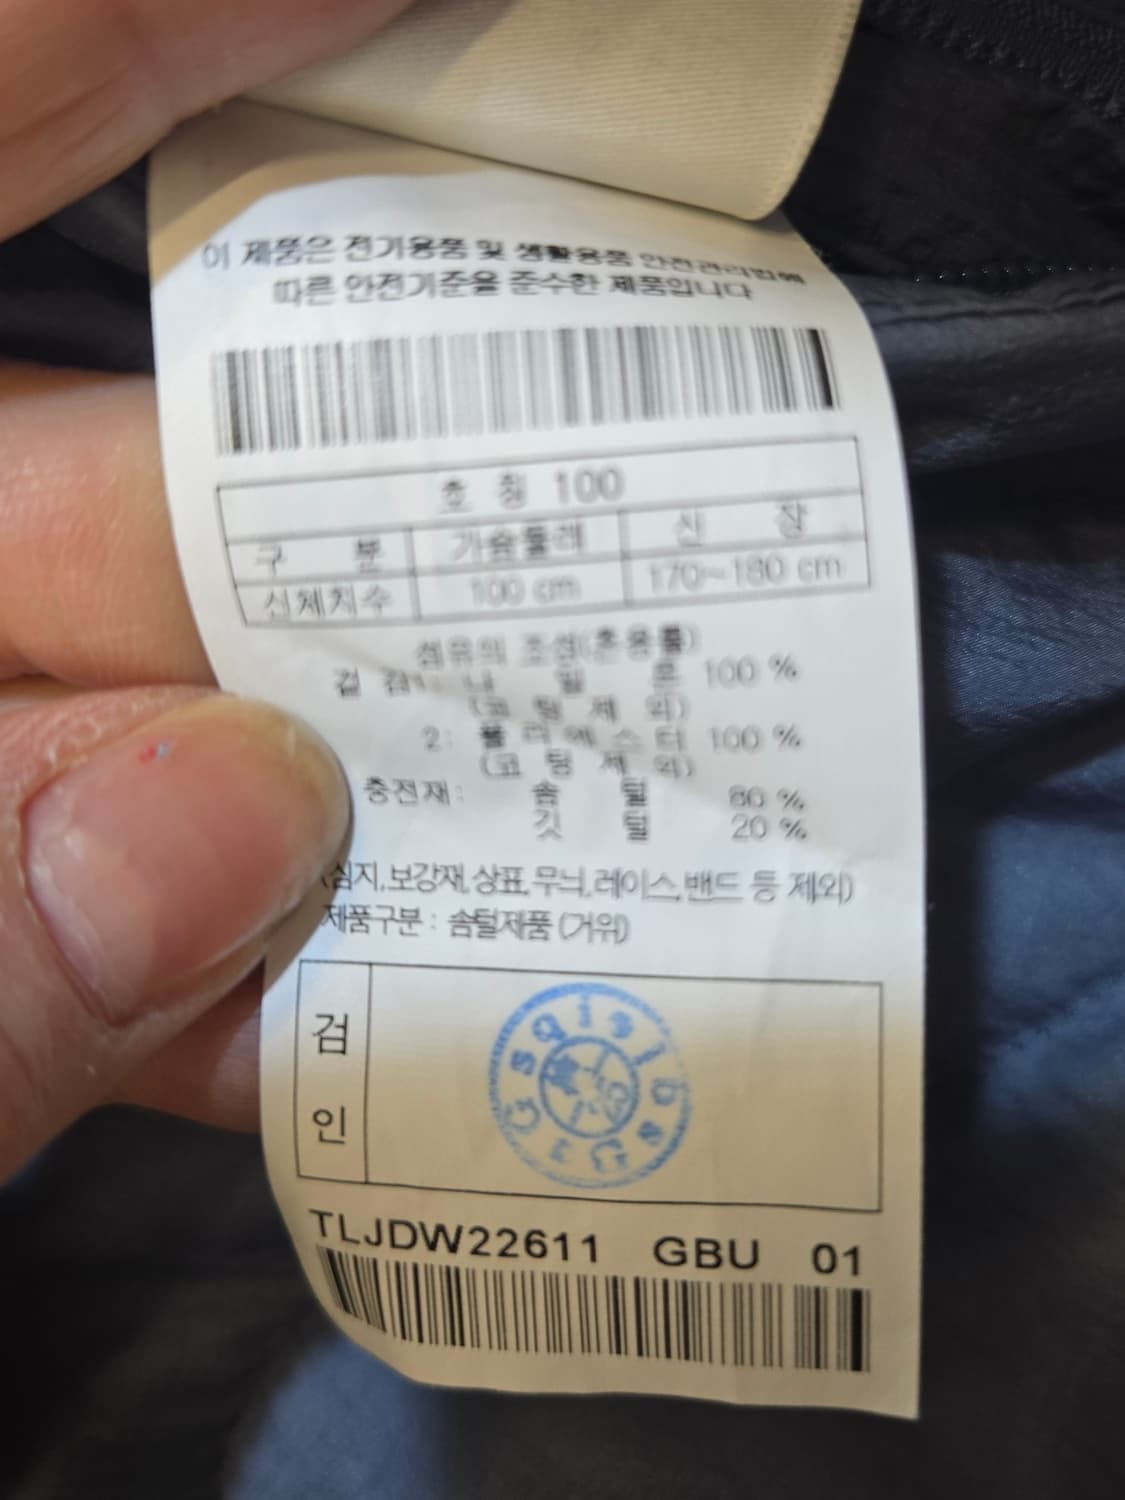 이 제품은 전기용품 및 생활용품 안전관리법에
따른 안전기준을 준수한 제품입니다
호 칭 100
구 분 가슴둘레 신 장
신체치수 100 cm 170~180 cm
섬유의 조성(혼용률)
겉 감1: 나 일 론 100 %
(코 팅 제 외)
2: 폴 리 에 스 터 100 %
(코 팅 제 외)
충전재: 솜 털 80 %
깃 털 20 %
(심지,보강재,상표,무늬,레이스,밴드 등 제외)
제품구분 : 솜털제품(거위)
검
인
TLJDW22611 GBU 01